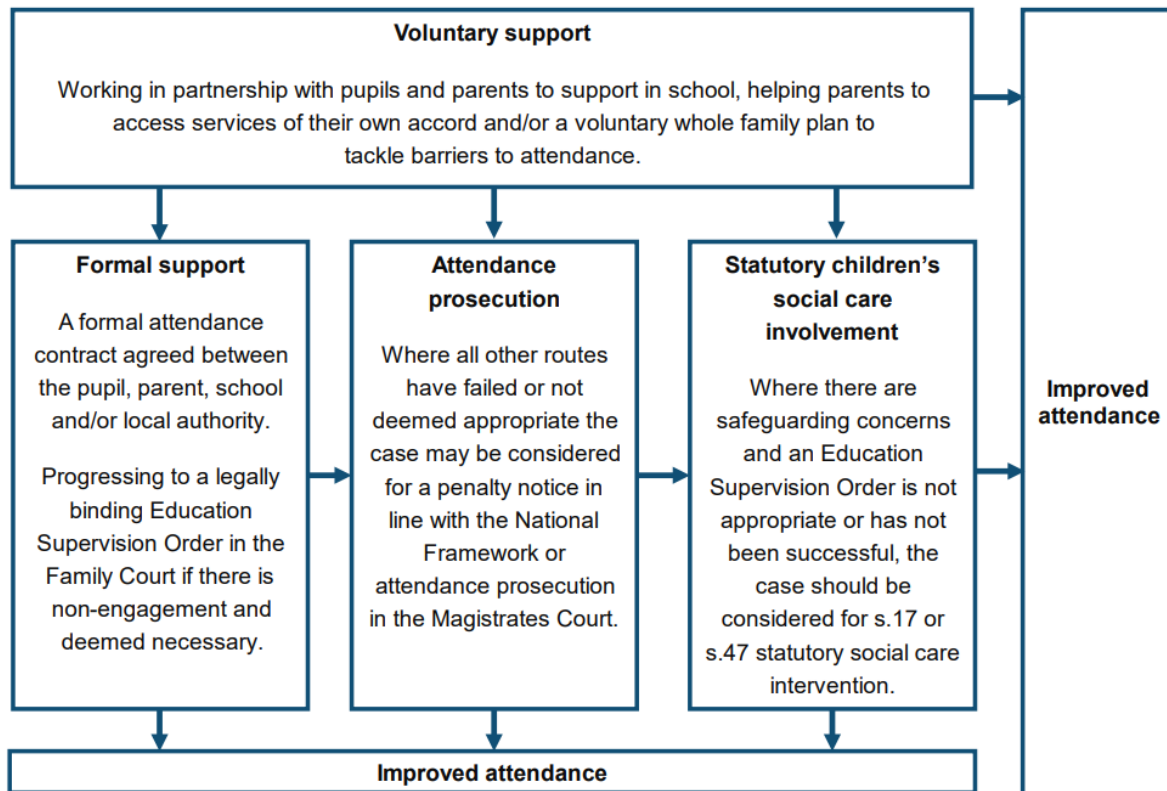 Voluntary support
Working in partnership with pupils and parents to support in school, helping parents to
access services of their own accord and/or a voluntary whole family plan to
tackle barriers to attendance.
Formal support
A formal attendance
contract agreed between
the pupil, parent, school
and/or local authority.
Progressing to a legally
binding Education
Supervision Order in the
Family Court if there is
non-engagement and
deemed necessary.
Attendance
prosecution
Where all other routes
have failed or not
deemed appropriate the
case may be considered
for a penalty notice in
line with the National
Framework or
attendance prosecution
in the Magistrates Court.
Statutory children’s
social care
involvement
Where there are
safeguarding concerns
and an Education
Supervision Order is not
appropriate or has not
been successful, the
case should be
considered for s.17 or
s.47 statutory social care
intervention.
Improved
attendance
Improved attendance